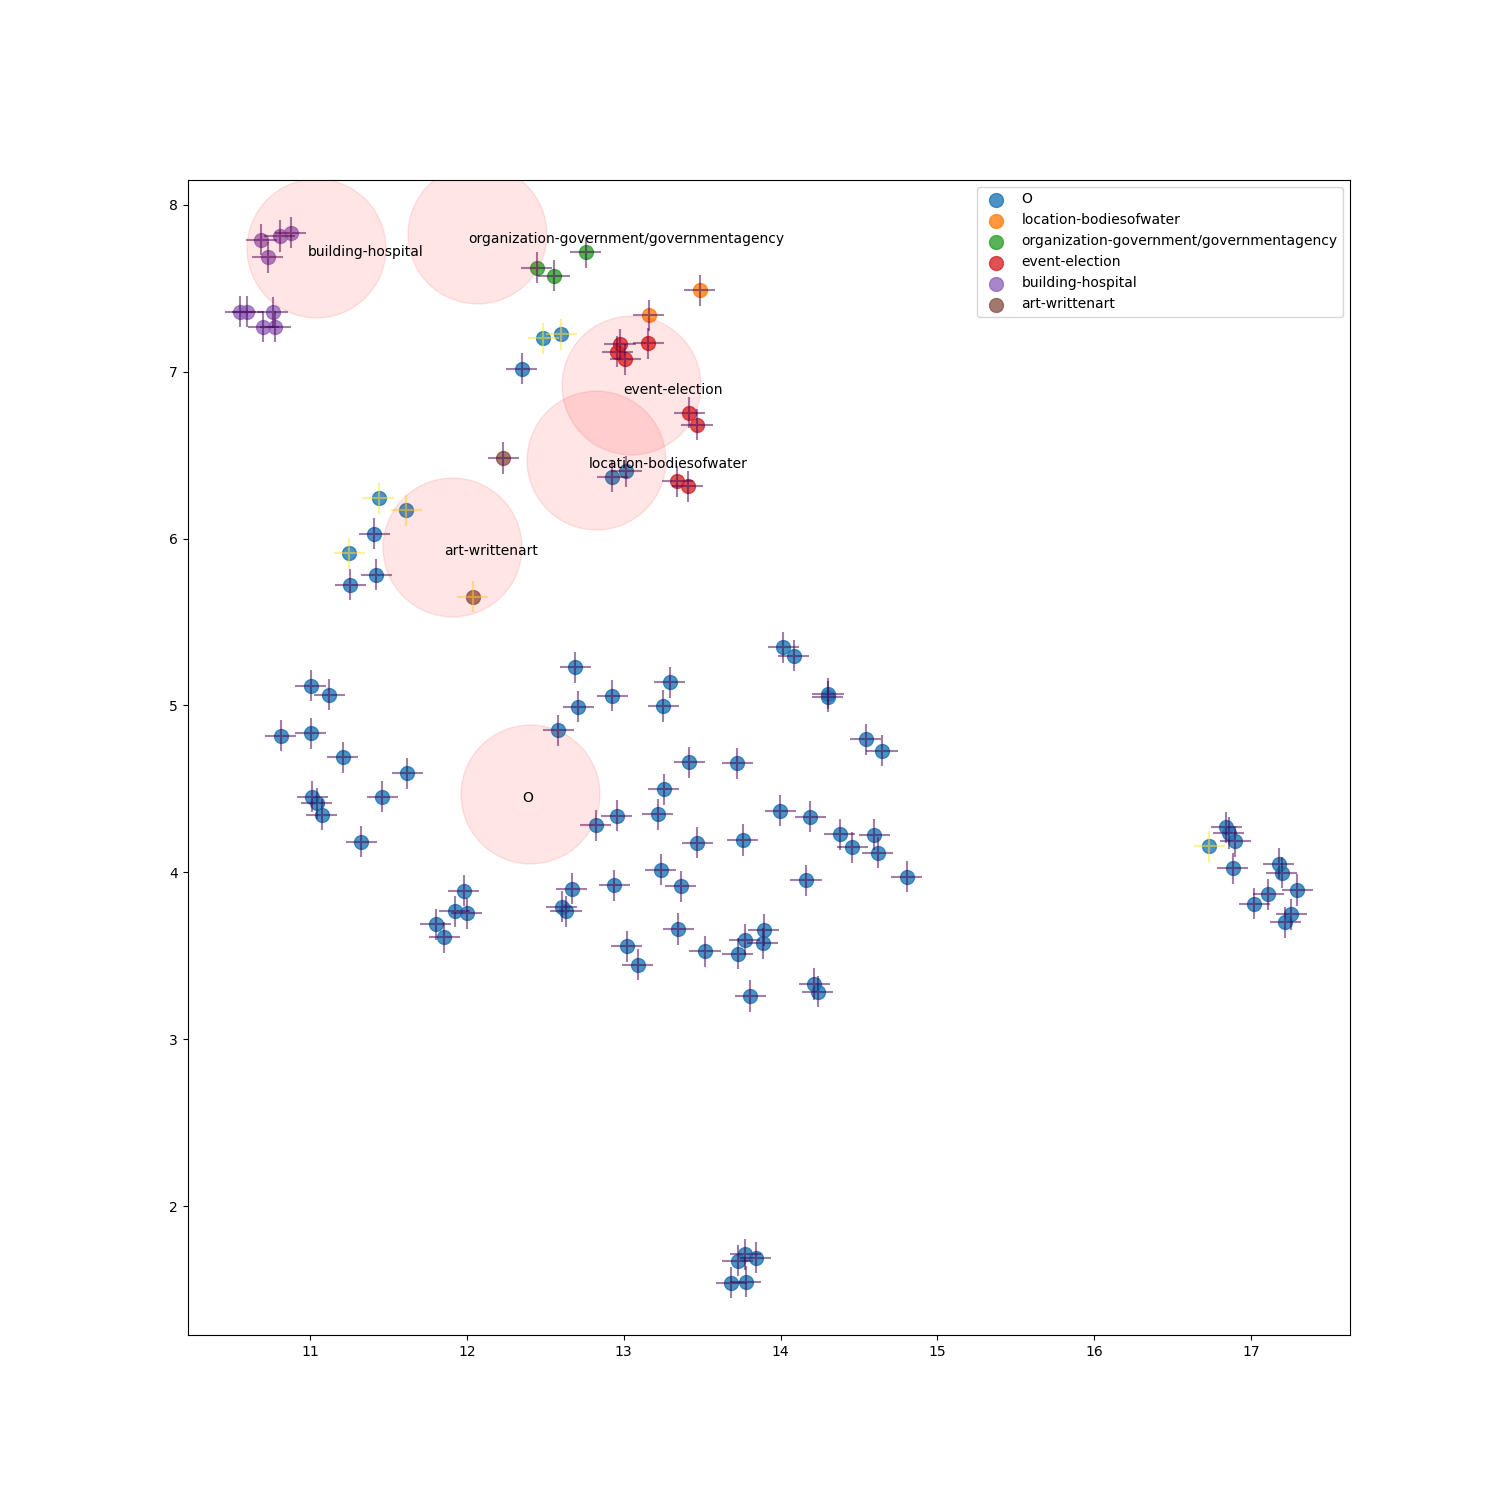 O
location-bodiesofwater
organization-government/governmentagency
event-election
building-hospital
art-writtenart
organization-government/governmentagency
building-hospital
event-election
location-bodiesofwater
art-writtenart
O
8
7
6
5
4
3
2
11 12 13 14 15 16 17